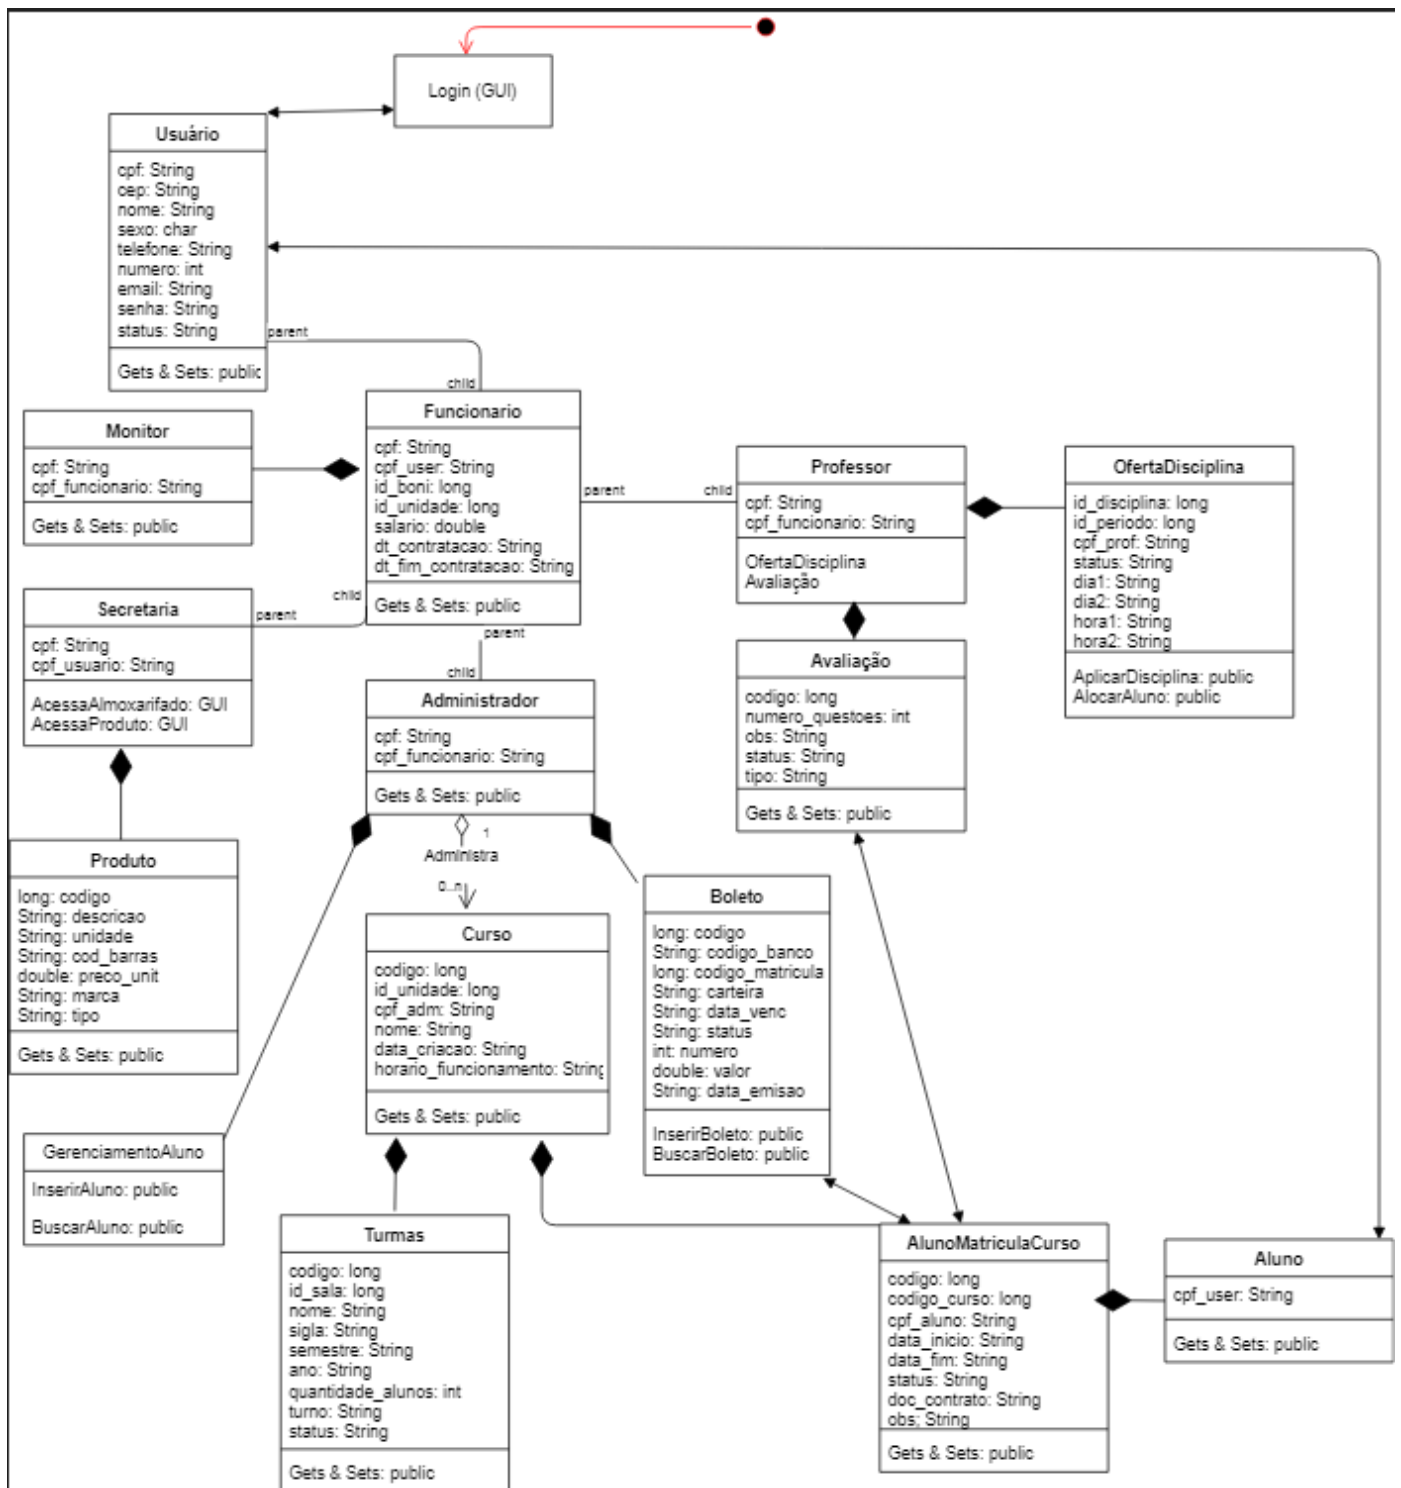 Login (GUI)
Usuário
cpf: String
cep: String
nome: String
sexo: char
telefone: String
numero: int
email: String
senha: String
status: String
Gets & Sets: public
parent
child
Funcionario
cpf: String
cpf_user: String
id_boni: long
id_unidade: long
salario: double
dt_contratacao: String
dt_fim_contratacao: String
Gets & Sets: public
Monitor
cpf: String
cpf_funcionario: String
Gets & Sets: public
parent
child
Professor
cpf: String
cpf_funcionario: String
OfertaDisciplina
Avaliação
OfertaDisciplina
id_disciplina: long
id_periodo: long
cpf_prof: String
status: String
dia1: String
dia2: String
hora1: String
hora2: String
AplicarDisciplina: public
AlocarAluno: public
Secretaria
cpf: String
cpf_usuario: String
AcessaAlmoxarifado: GUI
AcessaProduto: GUI
child
parent
parent
child
Administrador
cpf: String
cpf_funcionario: String
Gets & Sets: public
Avaliação
codigo: long
numero_questoes: int
obs: String
status: String
tipo: String
Gets & Sets: public
1
Administra
0..n
Produto
long: codigo
String: descricao
String: unidade
String: cod_barras
double: preco_unit
String: marca
String: tipo
Gets & Sets: public
Curso
codigo: long
id_unidade: long
cpf_adm: String
nome: String
data_criacao: String
horario_fiuncionamento: String
Gets & Sets: public
Boleto
long: codigo
String: codigo_banco
long: codigo_matricula
String: carteira
String: data_venc
String: status
int: numero
double: valor
String: data_emisao
InserirBoleto: public
BuscarBoleto: public
GerenciamentoAluno
InserirAluno: public
BuscarAluno: public
Turmas
codigo: long
id_sala: long
nome: String
sigla: String
semestre: String
ano: String
quantidade_alunos: int
turno: String
status: String
Gets & Sets: public
AlunoMatriculaCurso
codigo: long
codigo_curso: long
cpf_aluno: String
data_inicio: String
data_fim: String
status: String
doc_contrato: String
obs; String
Gets & Sets: public
Aluno
cpf_user: String
Gets & Sets: public